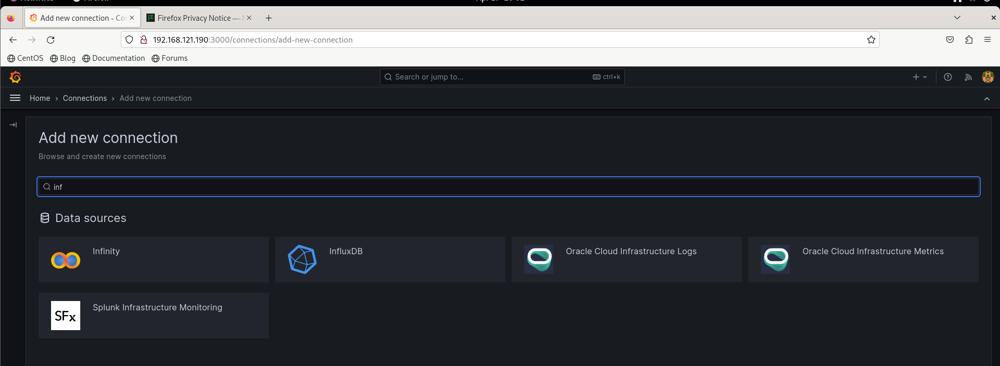 Add new connection - Co
Firefox Privacy Notice —
192.168.121.190:3000/connections/add-new-connection
CentOS Blog Documentation Forums
Search or jump to... ctrl+k
Home › Connections › Add new connection
Add new connection
Browse and create new connections
inf
Data sources
Infinity
InfluxDB
Oracle Cloud Infrastructure Logs
Oracle Cloud Infrastructure Metrics
SFx
Splunk Infrastructure Monitoring